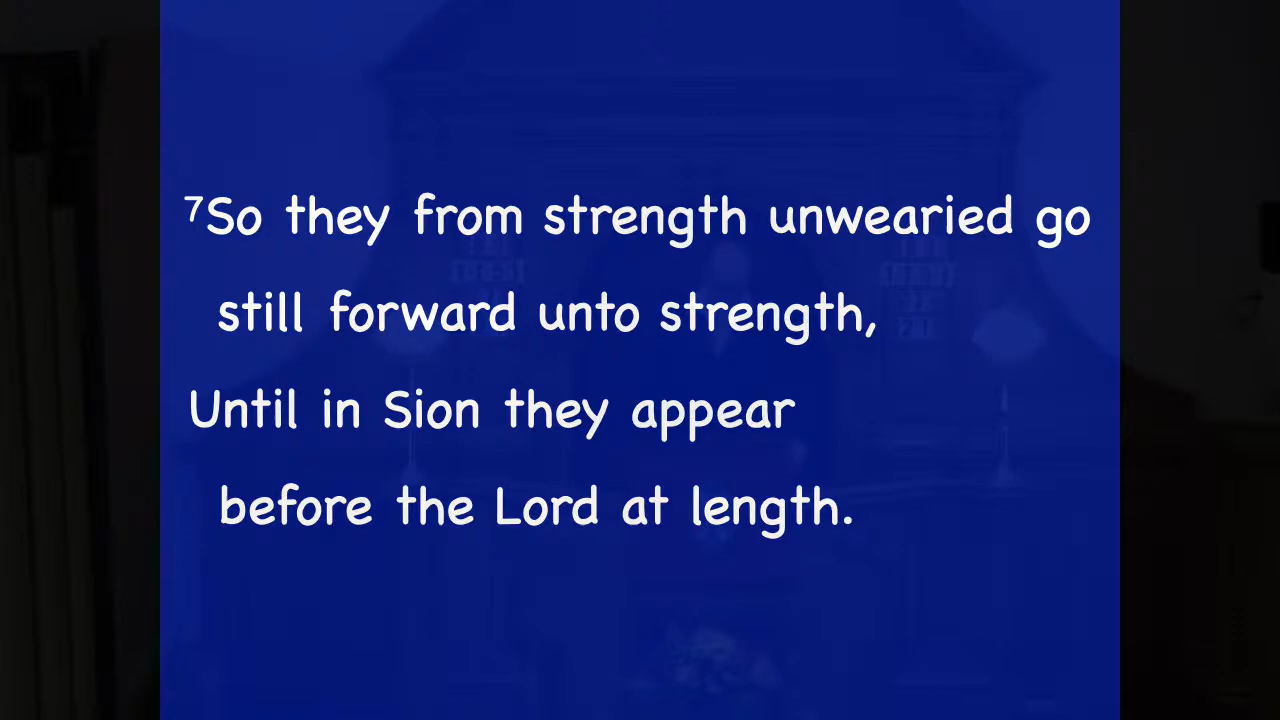 ⁷So they from strength unwearied go
still forward unto strength,
Until in Sion they appear
before the Lord at length.